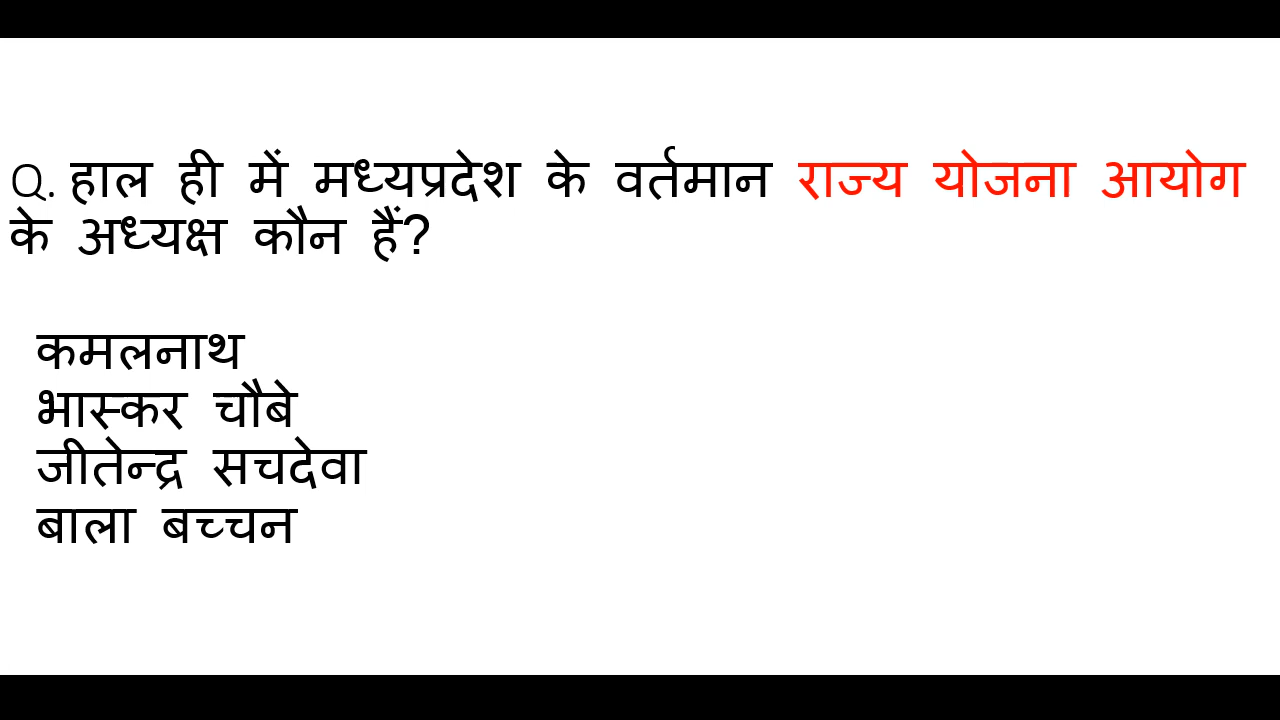 Q. हाल ही में मध्यप्रदेश के वर्तमान राज्य योजना आयोग
के अध्यक्ष कौन हैं?
कमलनाथ
भास्कर चौबे
जीतेन्द्र सचदेवा
बाला बच्चन